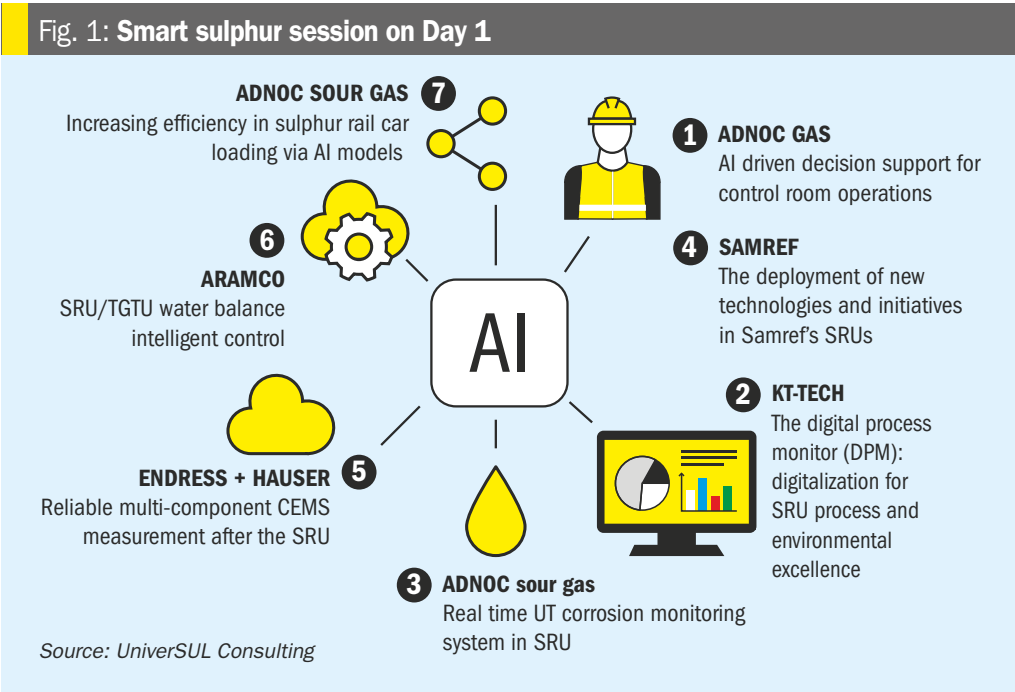 Fig. 1: Smart sulphur session on Day 1
ADNOC SOUR GAS 7
Increasing efficiency in sulphur rail car
loading via AI models
1 ADNOC GAS
AI driven decision support for
control room operations
6
ARAMCO
SRU/TGTU water balance
intelligent control
4 SAMREF
The deployment of new
technologies and initiatives
in Samref's SRUs
AI
2 KT-TECH
The digital process
monitor (DPM):
digitalization for
SRU process and
environmental
excellence
ENDRESS + HAUSER 5
Reliable multi-component CEMS
measurement after the SRU
3 ADNOC sour gas
Real time UT corrosion monitoring
system in SRU
Source: UniverSUL Consulting